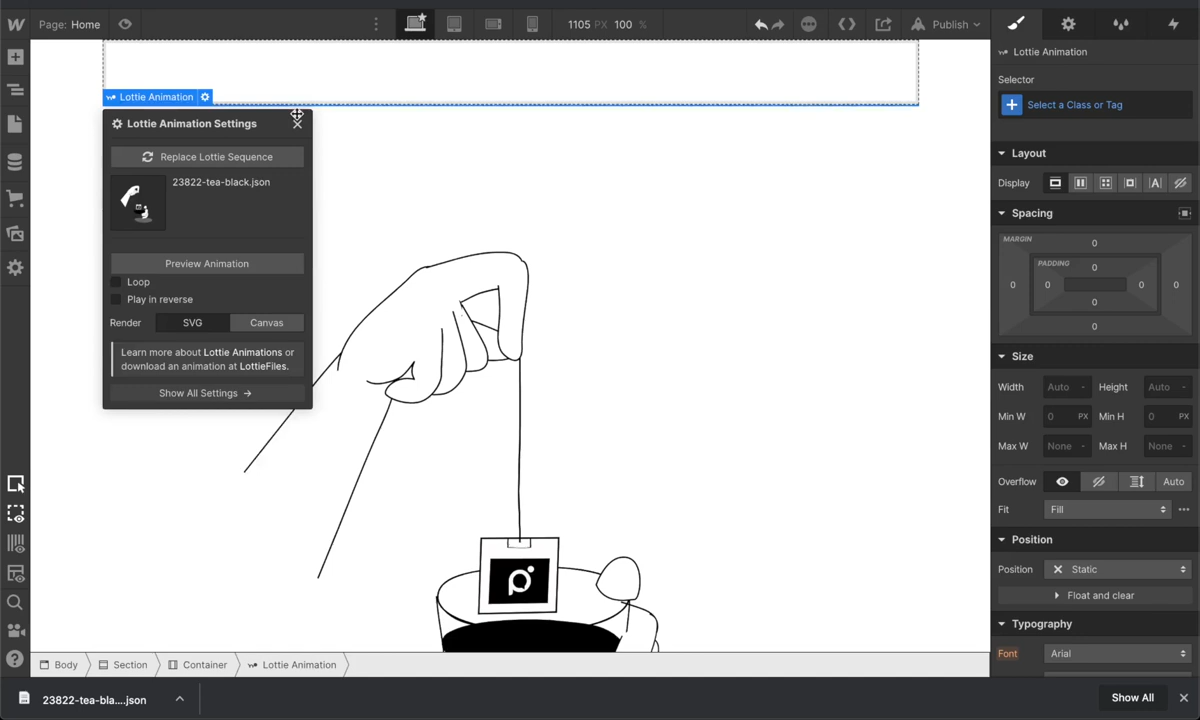 Page: Home
1105 PX 100 %
Publish
Lottie Animation
Lottie Animation Settings
Replace Lottie Sequence
23822-tea-black.json
Preview Animation
Loop
Play in reverse
Render SVG Canvas
Learn more about Lottie Animations or
download an animation at LottieFiles.
Show All Settings →
Lottie Animation
Selector
+ Select a Class or Tag
Layout
Display
Spacing
MARGIN
0
PADDING
0
0 0 0 0
0
0
Size
Width Auto - Height Auto -
Min W 0 PX Min H 0 PX
Max W None - Max H None -
Overflow Auto
Fit Fill
Position
Position Static
Float and clear
Typography
Font Arial
Body Section Container Lottie Animation
23822-tea-bla....json
Show All